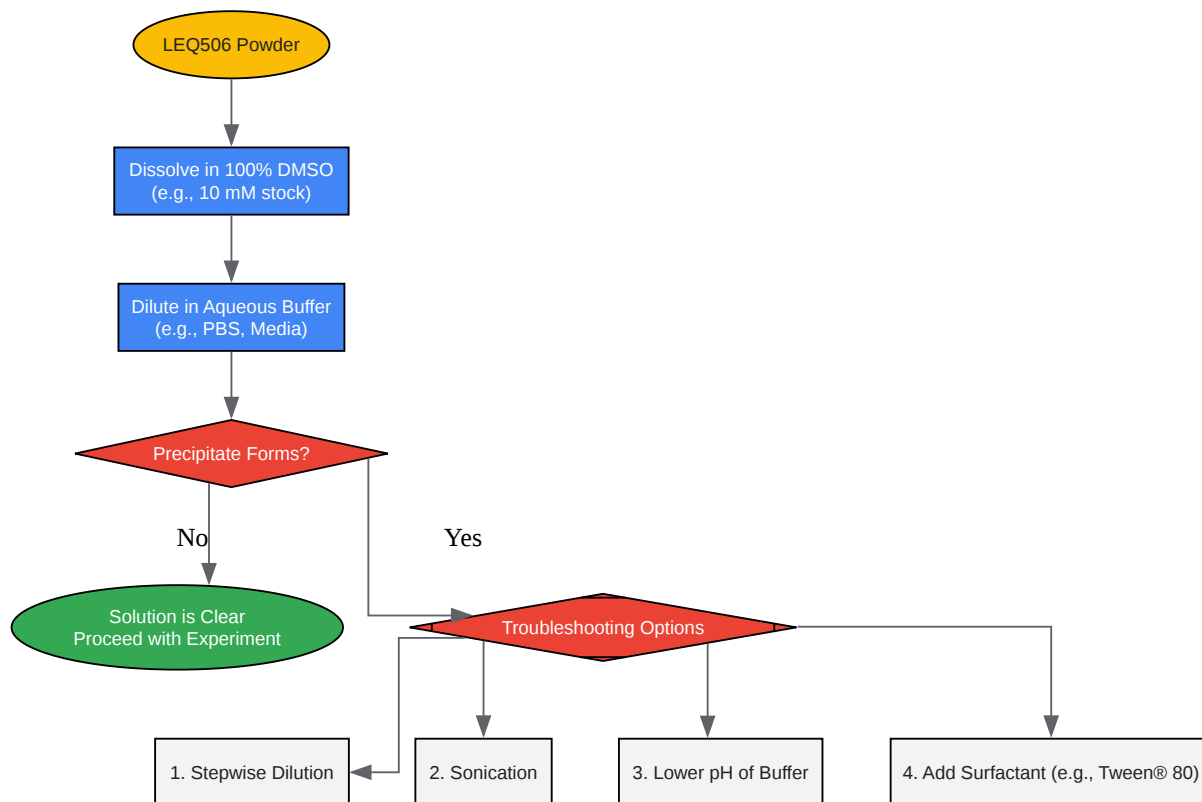 LEQ506 Powder
Dissolve in 100% DMSO
(e.g., 10 mM stock)
Dilute in Aqueous Buffer
(e.g., PBS, Media)
Precipitate Forms?
No
Yes
Solution is Clear
Proceed with Experiment
Troubleshooting Options
1. Stepwise Dilution
2. Sonication
3. Lower pH of Buffer
4. Add Surfactant (e.g., Tween® 80)